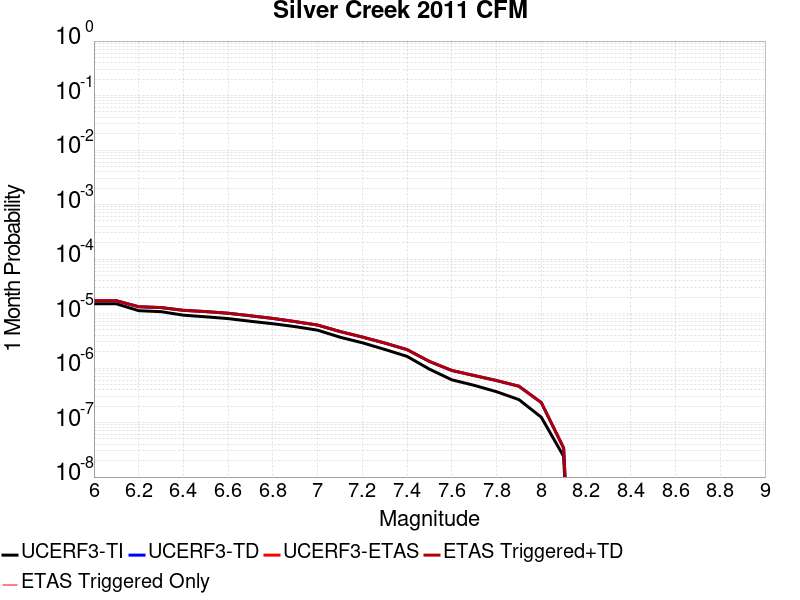 Silver Creek 2011 CFM
10^0
10^-1
10^-2
10^-3
10^-4
10^-5
10^-6
10^-7
10^-8
1 Month Probability
6 6.2 6.4 6.6 6.8 7 7.2 7.4 7.6 7.8 8 8.2 8.4 8.6 8.8 9
Magnitude
UCERF3-TI UCERF3-TD UCERF3-ETAS ETAS Triggered+TD
ETAS Triggered Only